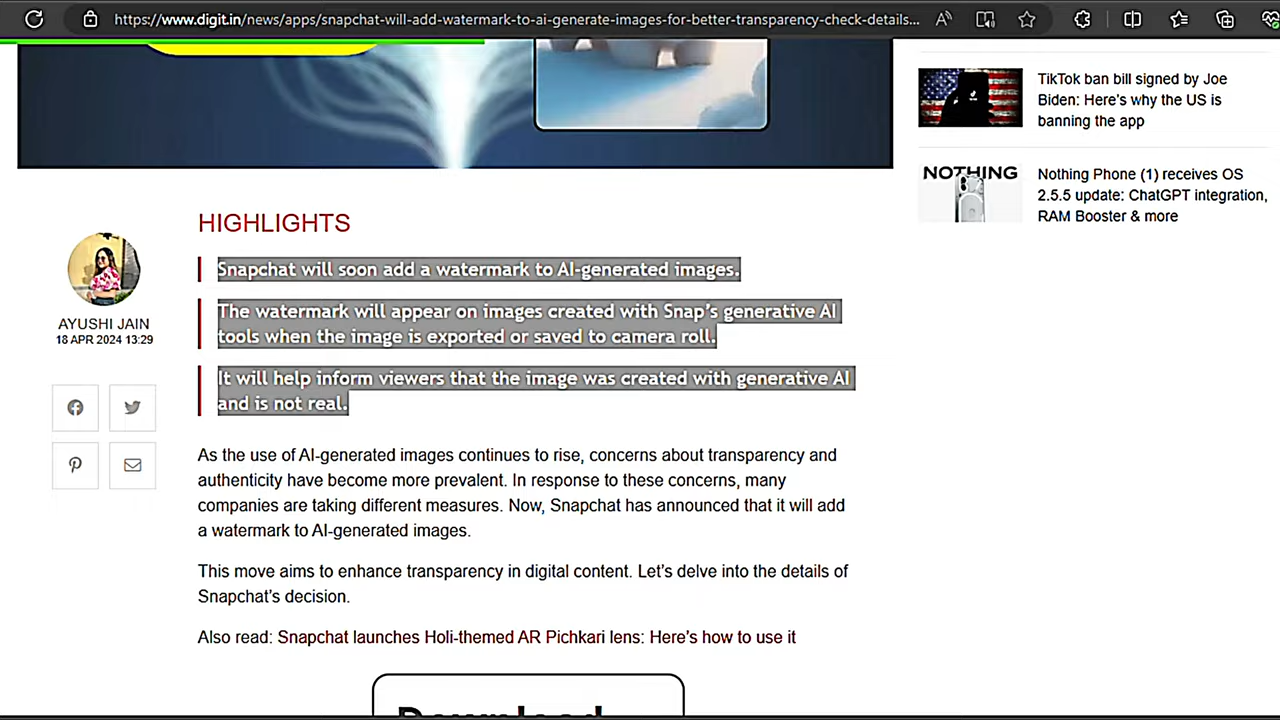 https://www.digit.in/news/apps/snapchat-will-add-watermark-to-ai-generate-images-for-better-transparency-check-details...
TikTok ban bill signed by Joe
Biden: Here's why the US is
banning the app
NOTHING
Nothing Phone (1) receives OS
2.5.5 update: ChatGPT integration,
RAM Booster & more
HIGHLIGHTS
Snapchat will soon add a watermark to AI-generated images.
The watermark will appear on images created with Snap's generative AI
tools when the image is exported or saved to camera roll.
It will help inform viewers that the image was created with generative AI
and is not real.
AYUSHI JAIN
18 APR 2024 13:29
As the use of AI-generated images continues to rise, concerns about transparency and
authenticity have become more prevalent. In response to these concerns, many
companies are taking different measures. Now, Snapchat has announced that it will add
a watermark to AI-generated images.
This move aims to enhance transparency in digital content. Let's delve into the details of
Snapchat's decision.
Also read: Snapchat launches Holi-themed AR Pichkari lens: Here's how to use it
Download